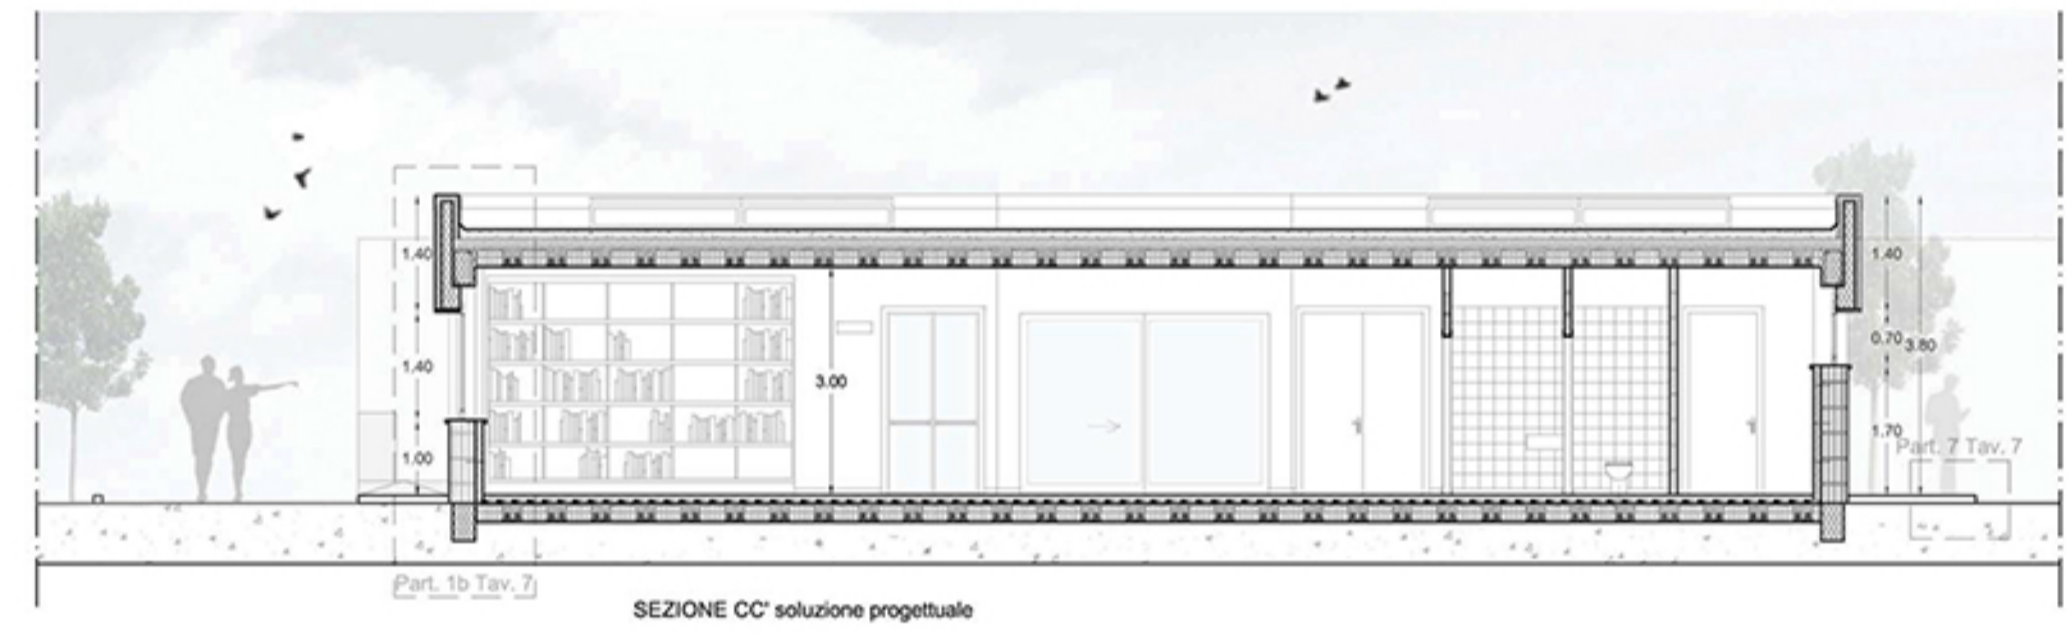 1.40
1.40
1.00
3.00
1.40
0.70
3.80
1.70
Part. 7 Tav. 7
Part. 1b Tav. 7
SEZIONE CC' soluzione progettuale